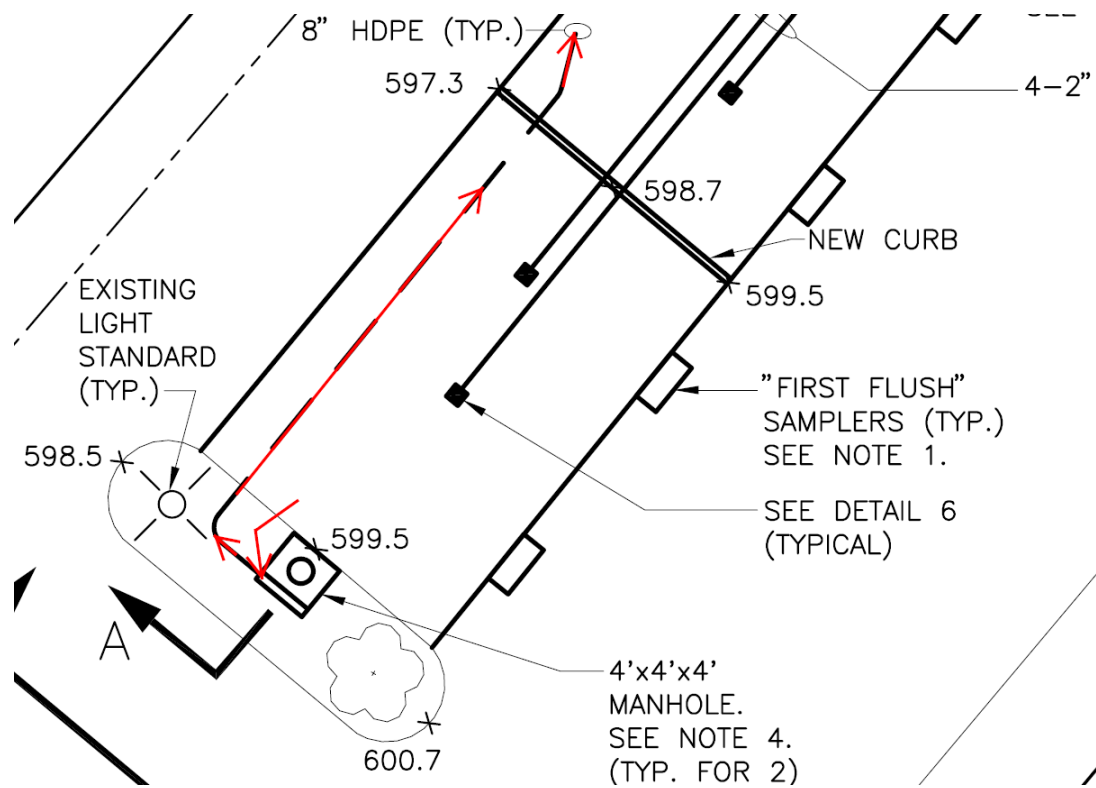 8" HDPE (TYP.)
597.3
4-2"
598.7
NEW CURB
599.5
EXISTING
LIGHT
STANDARD
(TYP.)
"FIRST FLUSH"
SAMPLERS (TYP.)
SEE NOTE 1.
598.5
SEE DETAIL 6
(TYPICAL)
599.5
A
4'x4'x4'
MANHOLE.
SEE NOTE 4.
(TYP. FOR 2)
600.7